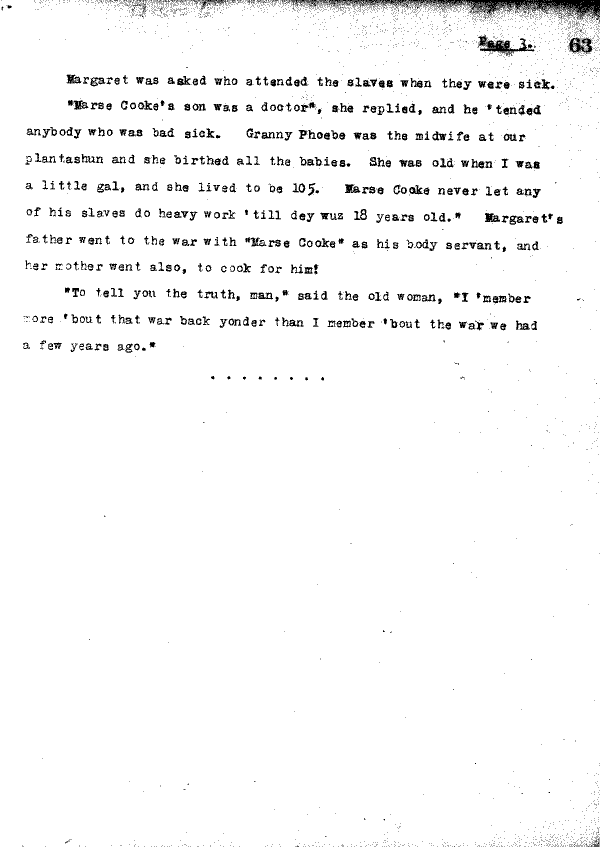 Page 3. 63
Margaret was asked who attended the slaves when they were sick.
"Marse Cooke's son was a doctor", she replied, and he 'tended
anybody who was bad sick. Granny Phoebe was the midwife at our
plantashun and she birthed all the babies. She was old when I was
a little gal, and she lived to be 105. Marse Cooke never let any
of his slaves do heavy work 'till dey wuz 18 years old." Margaret's
father went to the war with "Marse Cooke" as his body servant, and
her mother went also, to cook for him!
"To tell you the truth, man," said the old woman, "I 'member
more 'bout that war back yonder than I member 'bout the war we had
a few years ago."
. . . . . . . .